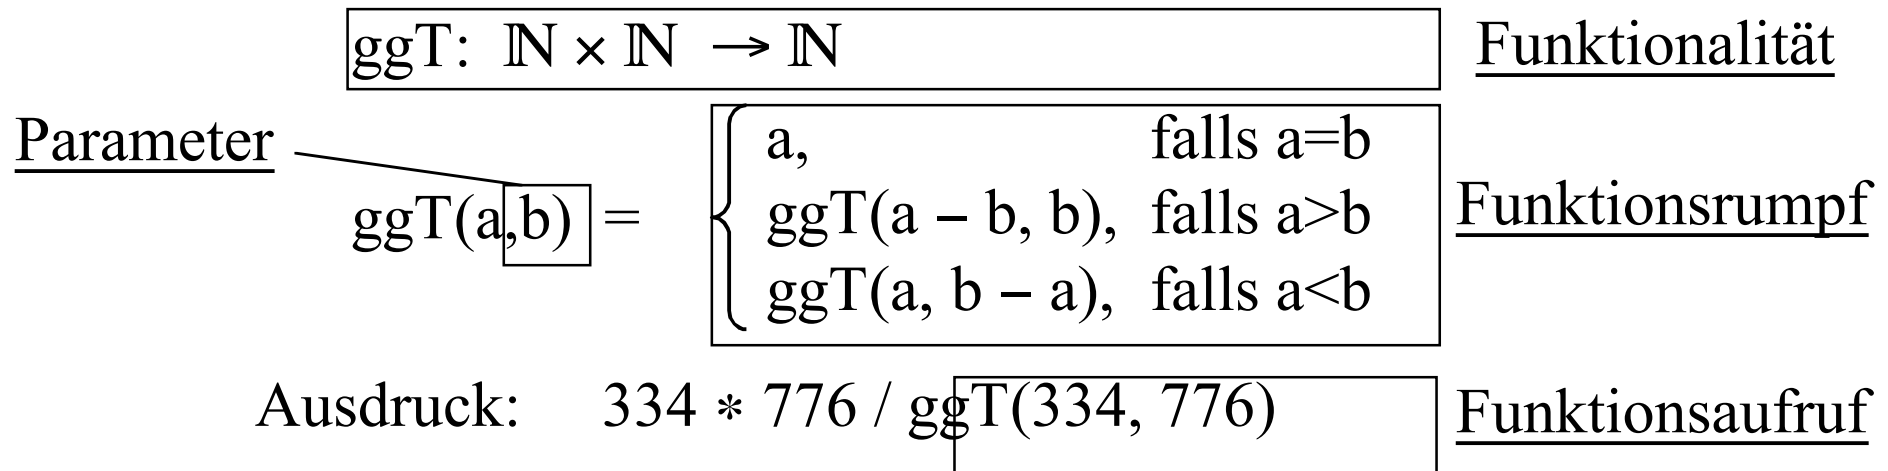 ggT: ℕ × ℕ → ℕ Funktionalität
Parameter
a, falls a=b
ggT(a,b) = ggT(a – b, b), falls a>b Funktionsrumpf
ggT(a, b – a), falls a<b
Ausdruck: 334 * 776 / ggT(334, 776) Funktionsaufruf